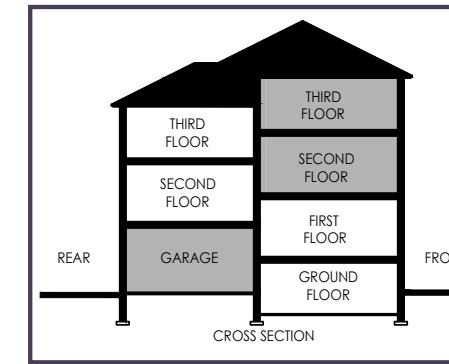 THIRD
FLOOR
THIRD
FLOOR
SECOND
FLOOR
SECOND
FLOOR
FIRST
FLOOR
REAR
GARAGE
FRO
GROUND
FLOOR
CROSS SECTION